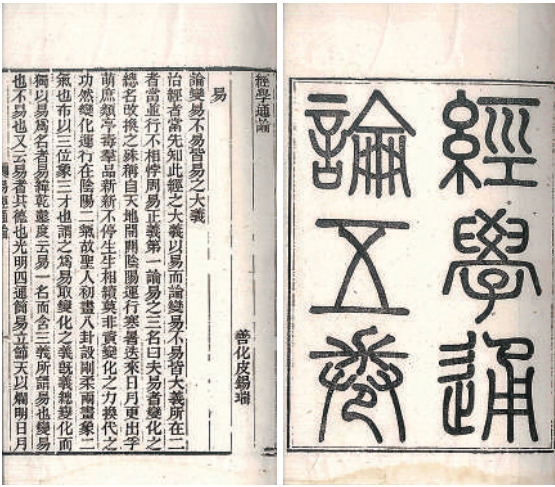 經學通
論五卷
經學通論
善化皮錫瑞
易
論變易不易皆易之大義
治經者當先知此經之大義以易而論變易不易皆大義所在二
者當並行不相悖周易正義第一論易之三名曰夫易者變化之
總名改換之殊稱自天地開闢陰陽運行寒暑迭來日月更出孚
萌庶類亭毒羣品新新不停生生相續莫非資變化之力換代之
功然變化運行在陰陽二氣故聖人初畫八卦設剛柔兩畫象二
氣也布以三位象三才也謂之爲易取變化之義旣義總變化而
獨以易爲名者易緯乾鑿度云易一名而含三義所謂易也變易
也不易也又云易者其德也光明四通簡易立節天以爛明日月